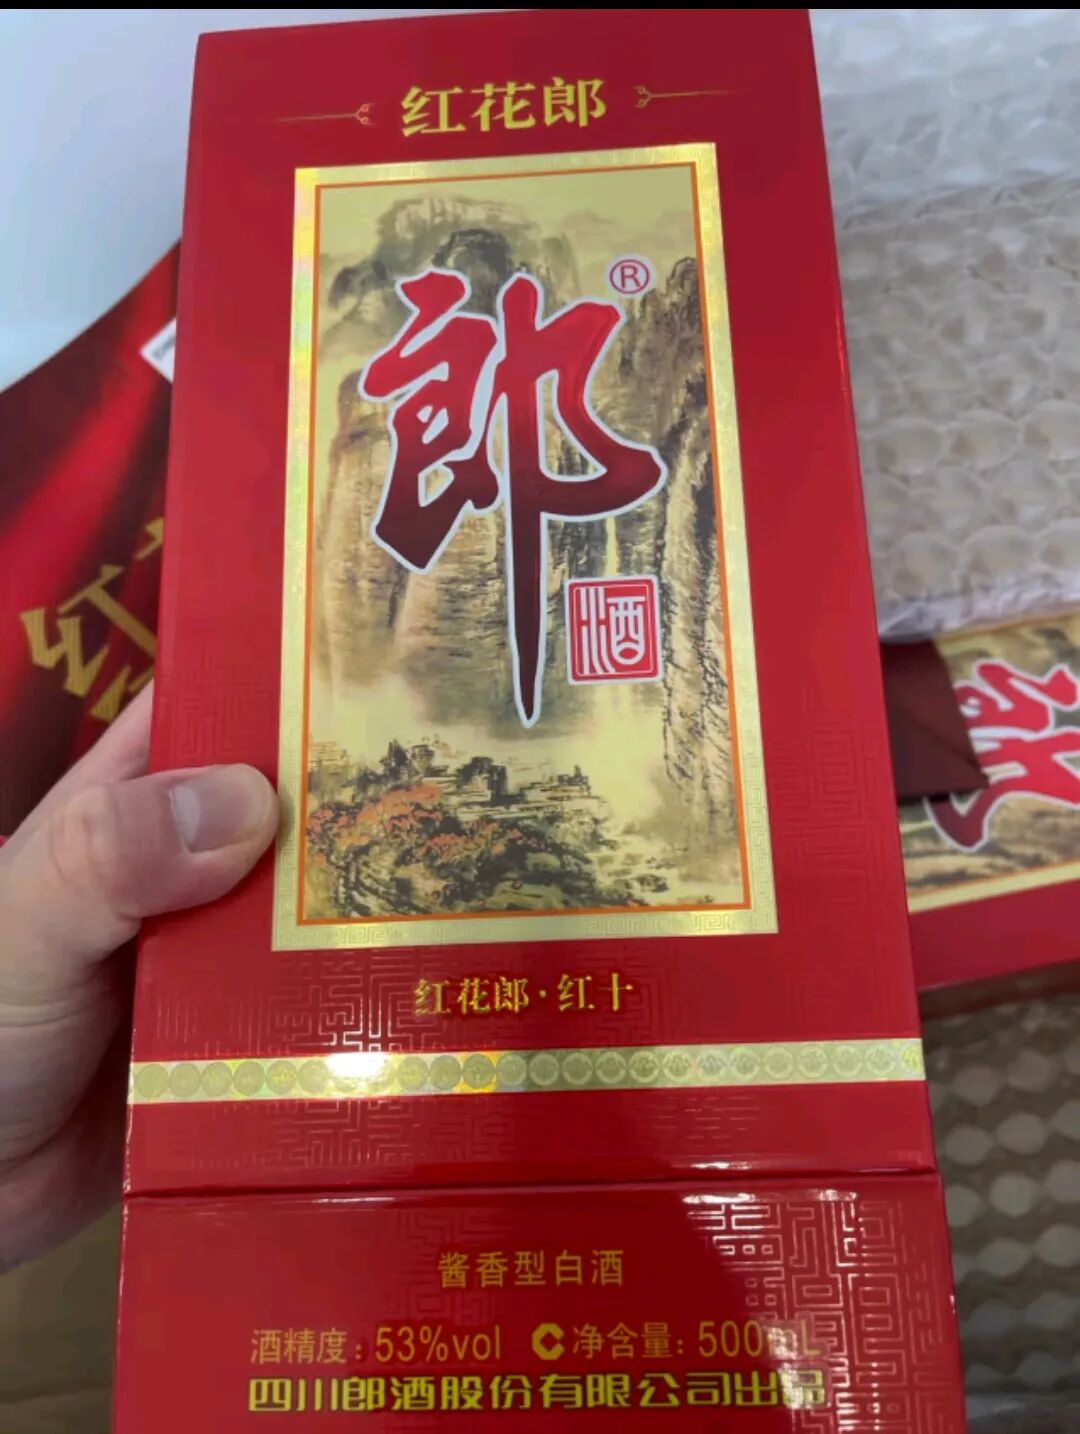 红花郎
郎®
酒
红花郎·红十
酱香型白酒
酒精度：53%vol C 净含量：500mL
四川郎酒股份有限公司出品
红